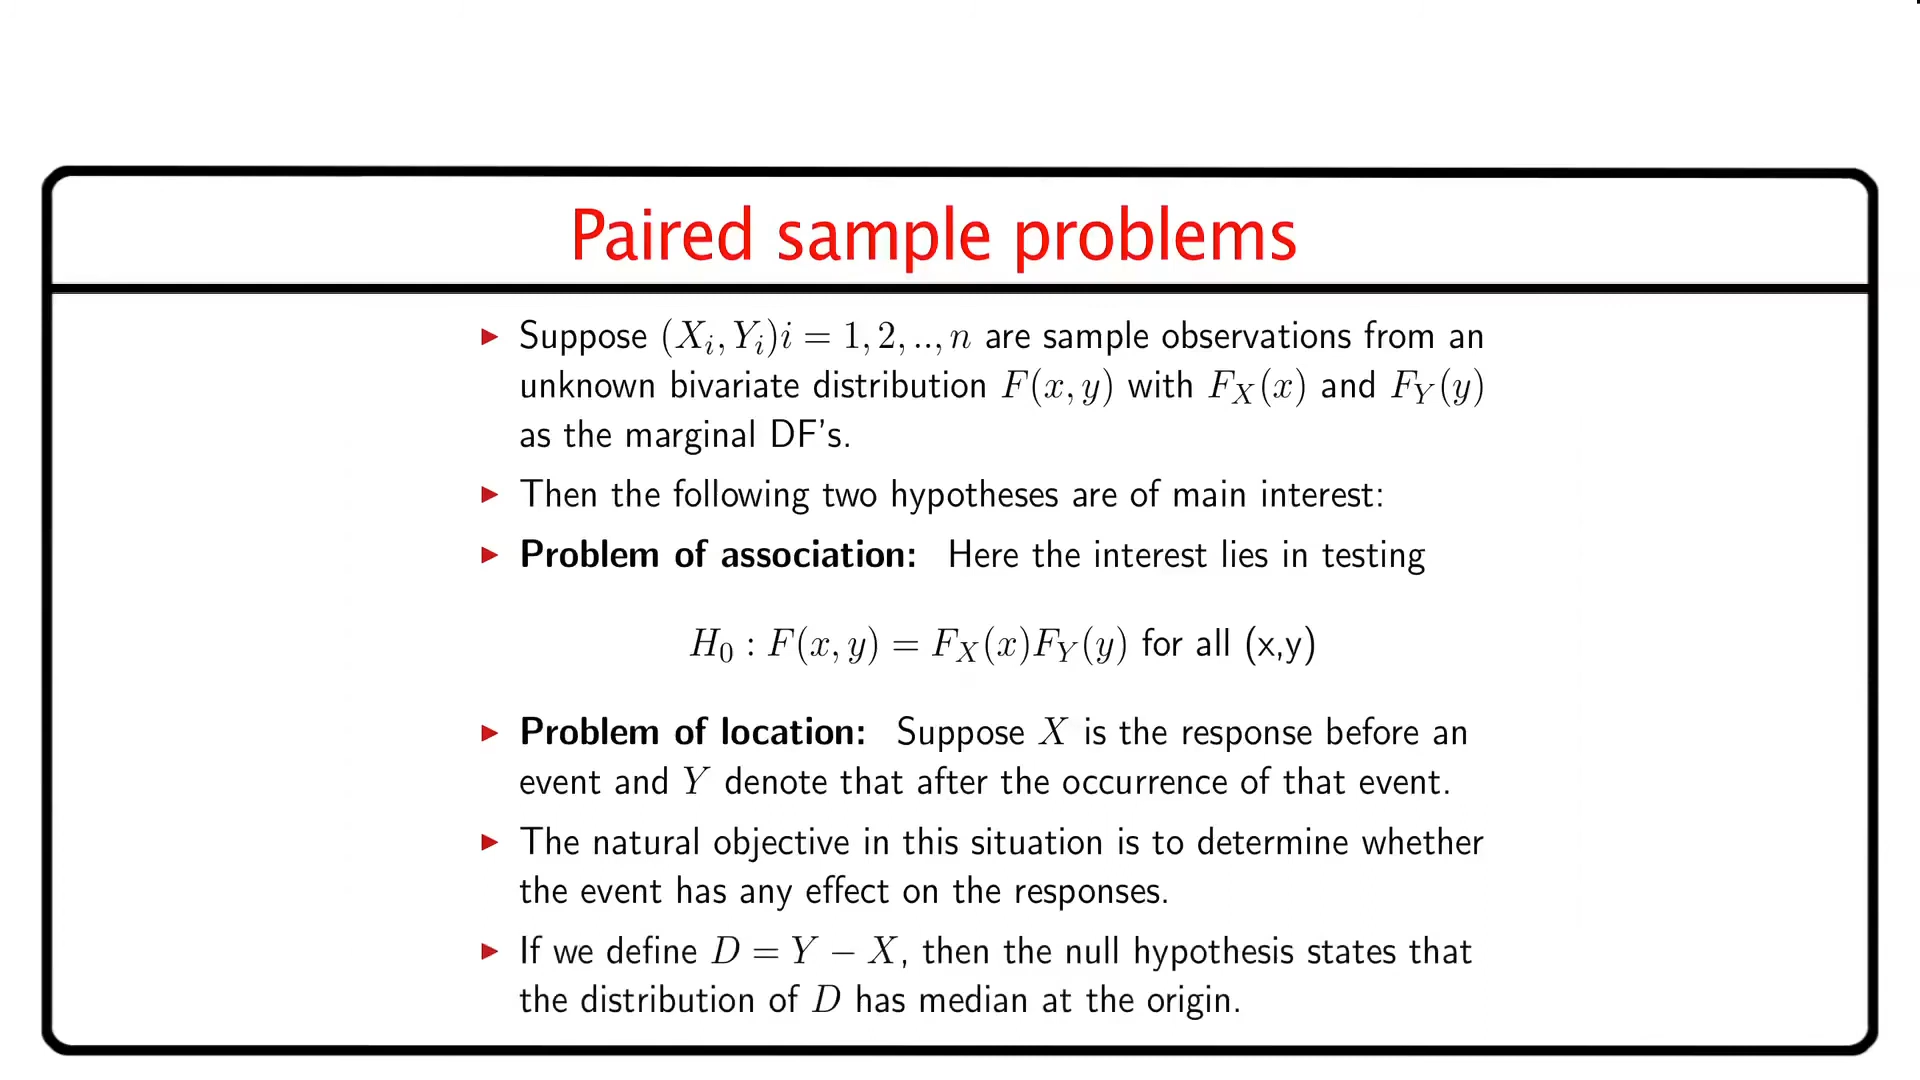 Paired sample problems
▶ Suppose $(X_i, Y_i)i = 1, 2, .., n$ are sample observations from an
unknown bivariate distribution $F(x, y)$ with $F_X(x)$ and $F_Y(y)$
as the marginal DF's.
▶ Then the following two hypotheses are of main interest:
▶ Problem of association: Here the interest lies in testing
$H_0 : F(x, y) = F_X(x)F_Y(y)$ for all (x,y)
▶ Problem of location: Suppose $X$ is the response before an
event and $Y$ denote that after the occurrence of that event.
▶ The natural objective in this situation is to determine whether
the event has any effect on the responses.
▶ If we define $D = Y - X$, then the null hypothesis states that
the distribution of $D$ has median at the origin.